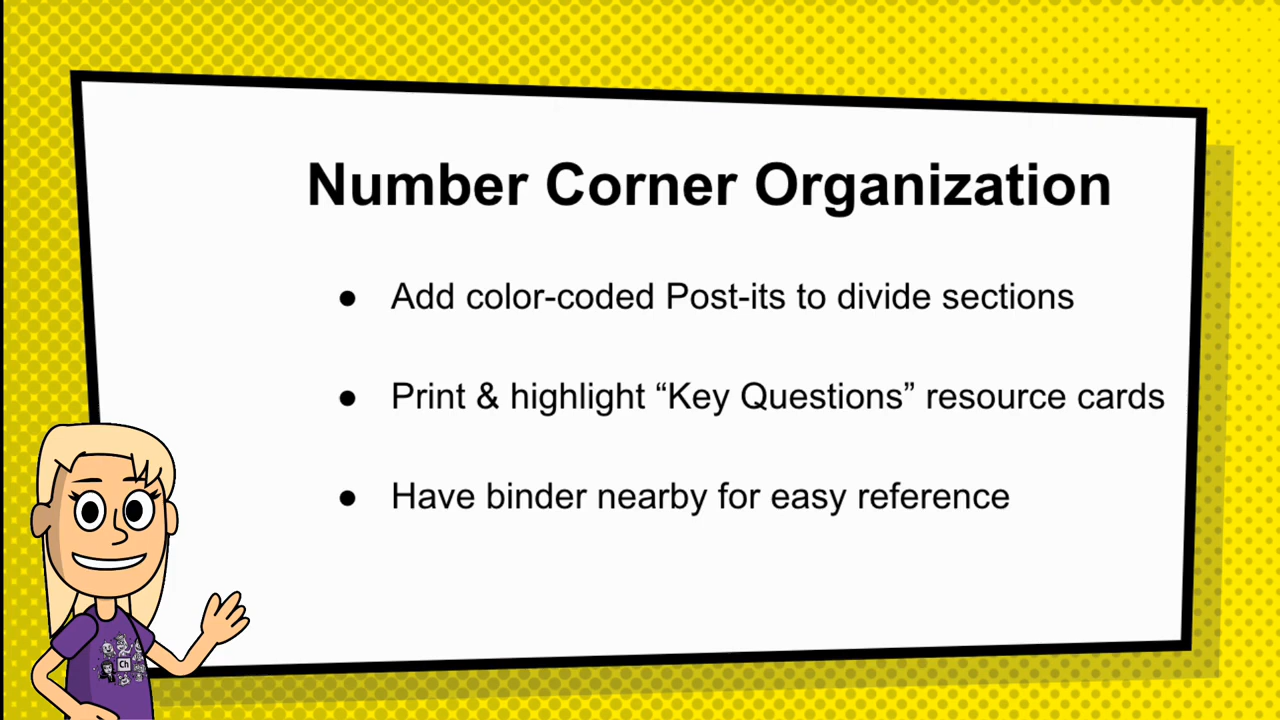 Number Corner Organization
● Add color-coded Post-its to divide sections
● Print & highlight “Key Questions” resource cards
● Have binder nearby for easy reference
Ch